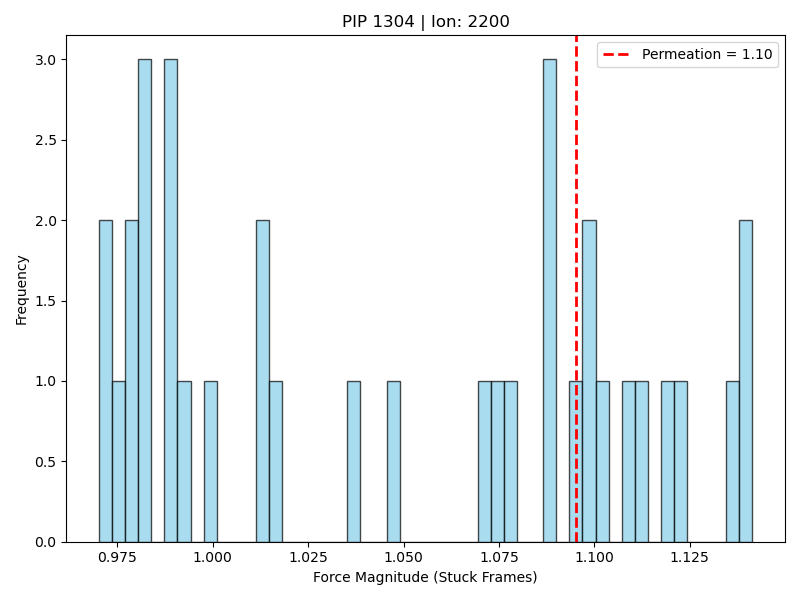 PIP 1304 | Ion: 2200
Permeation = 1.10
Frequency
3.0
2.5
2.0
1.5
1.0
0.5
0.0
0.975 1.000 1.025 1.050 1.075 1.100 1.125
Force Magnitude (Stuck Frames)